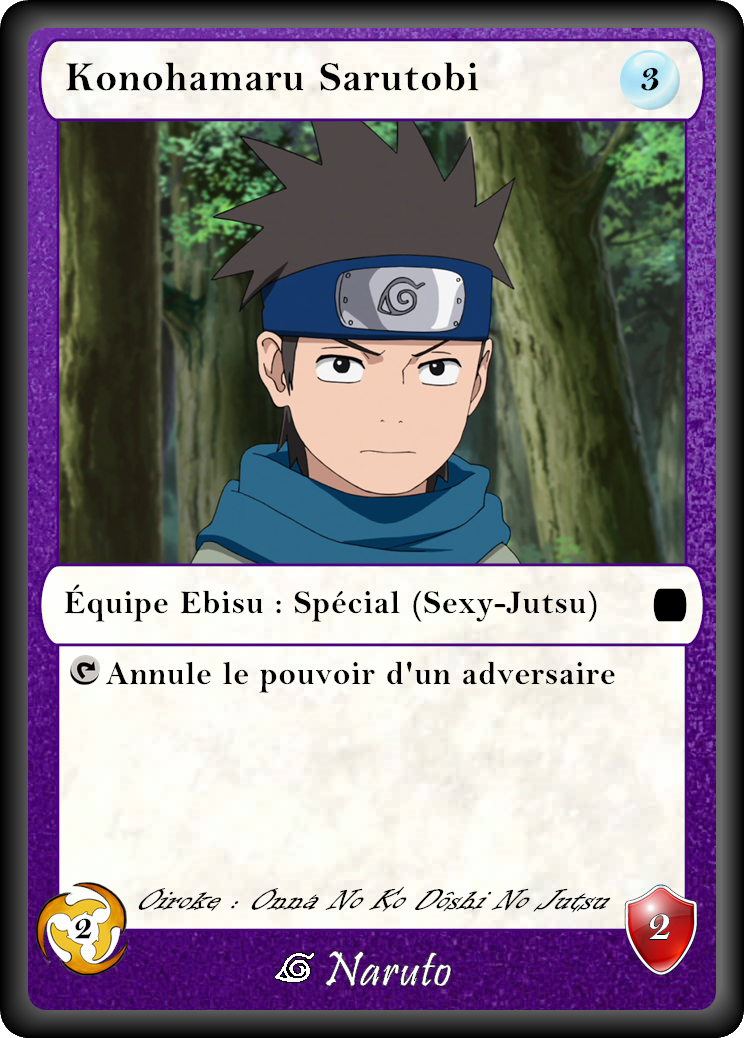 Konohamaru Sarutobi
3
Équipe Ebisu : Spécial (Sexy-Jutsu)
Annule le pouvoir d'un adversaire
Oiroke : Onna No Ko Dôshi No Jutsu
2
2
Naruto